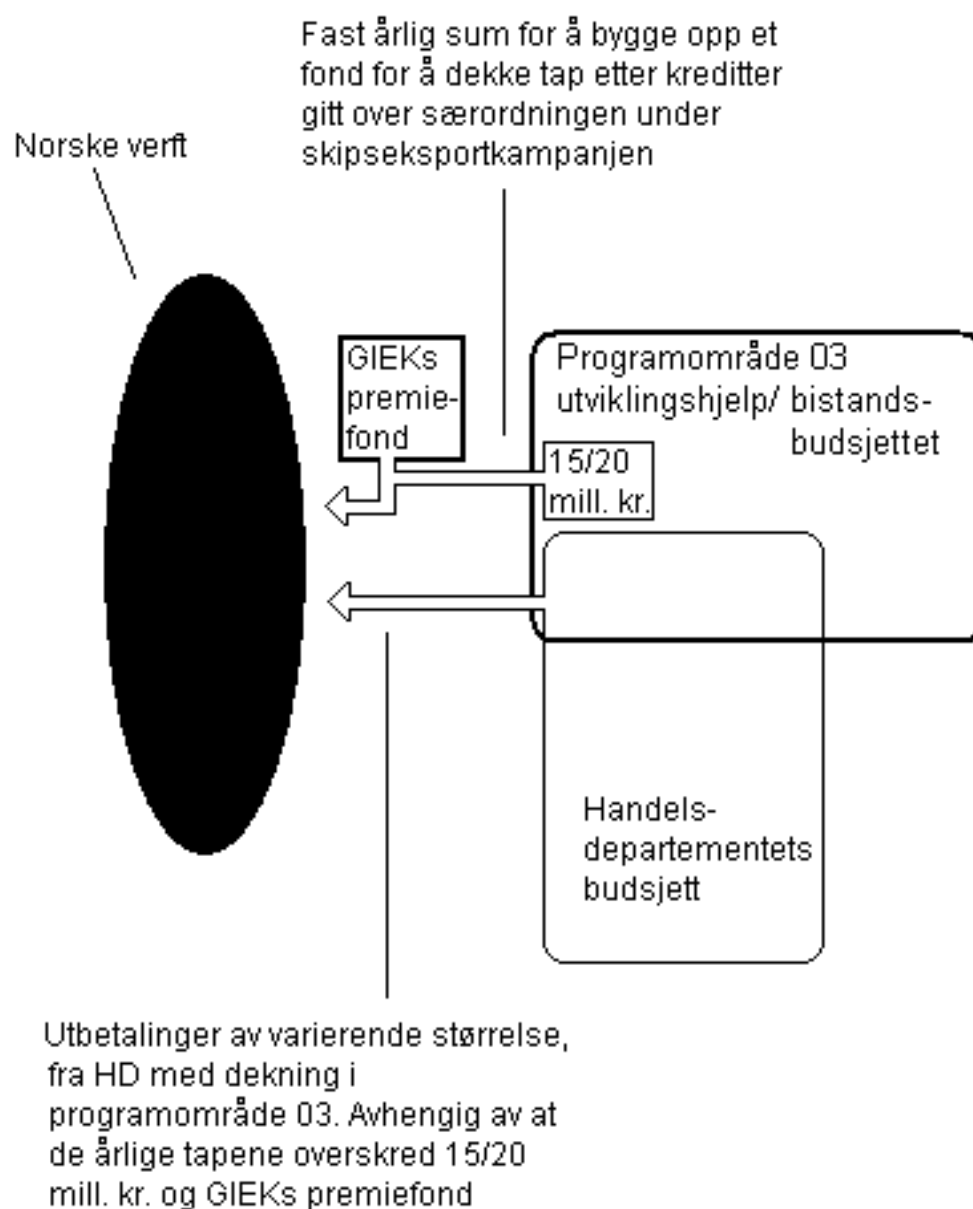 Fast årlig sum for å bygge opp et
fond for å dekke tap etter kreditter
gitt over særordningen under
skipseksportkampanjen
Norske verft
GIEKs
premie-
fond
Programområde 03
utviklingshjelp/ bistands-
budsjettet
15/20
mill. kr.
Handels-
departementets
budsjett
Utbetalinger av varierende størrelse,
fra HD med dekning i
programområde 03. Avhengig av at
de årlige tapene overskred 15/20
mill. kr. og GIEKs premiefond